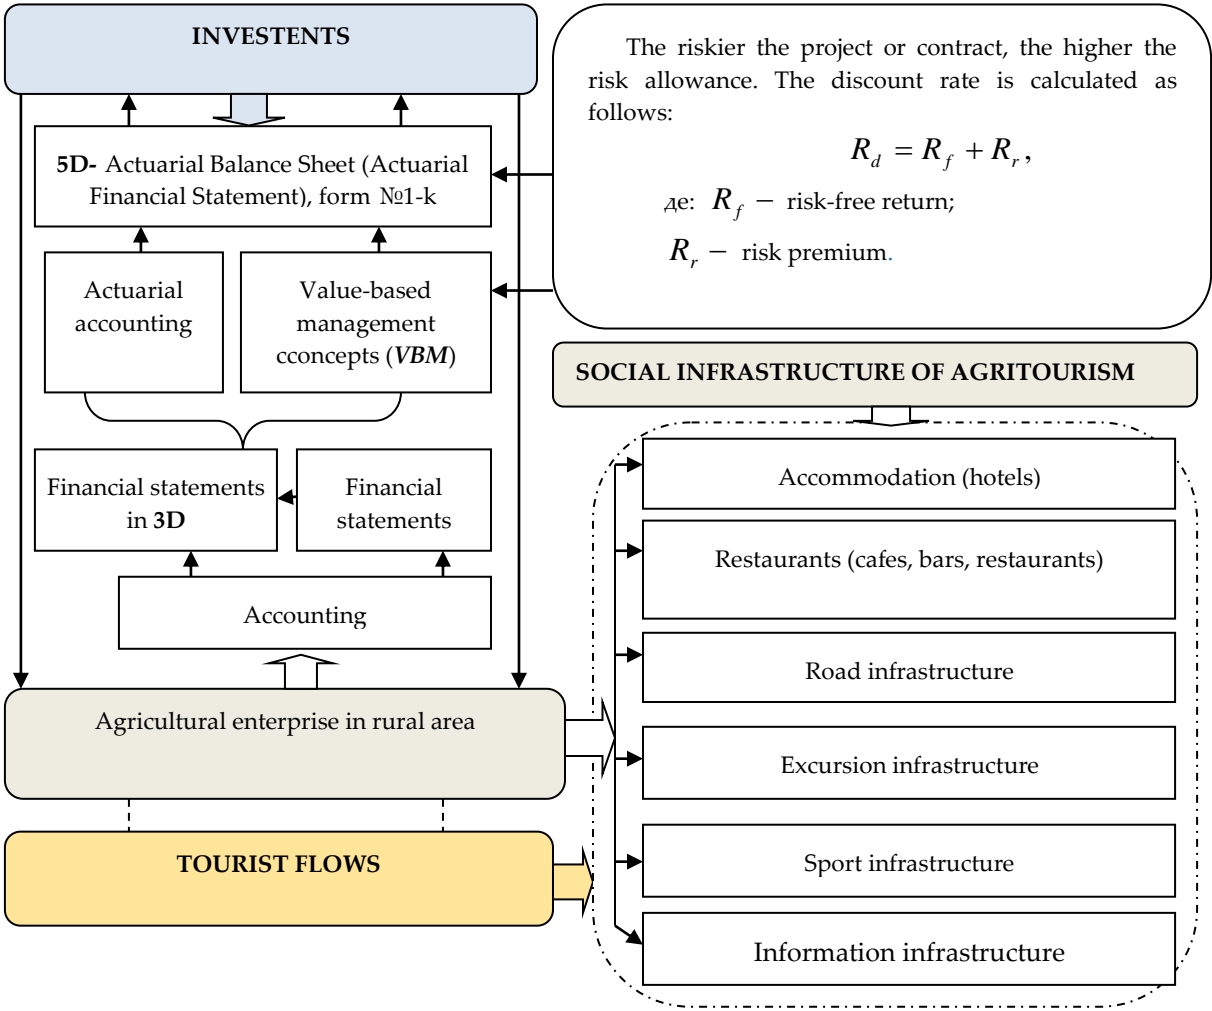 INVESTENTS
The riskier the project or contract, the higher the
risk allowance. The discount rate is calculated as
follows:
R_d = R_f + R_r,
де: R_f − risk-free return;
R_r − risk premium.
5D- Actuarial Balance Sheet (Actuarial
Financial Statement), form №1-k
Actuarial
accounting
Value-based
management
cconcepts (VBM)
Financial statements
in 3D
Financial
statements
Accounting
Agricultural enterprise in rural area
TOURIST FLOWS
SOCIAL INFRASTRUCTURE OF AGRITOURISM
Accommodation (hotels)
Restaurants (cafes, bars, restaurants)
Road infrastructure
Excursion infrastructure
Sport infrastructure
Information infrastructure